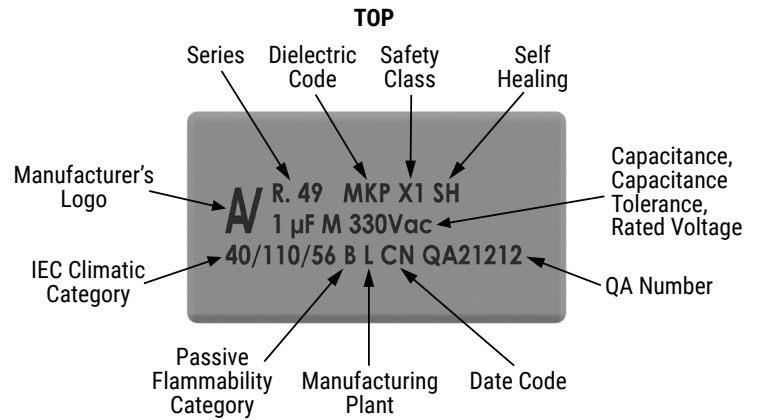 TOP
Series
Dielectric
Code
Safety
Class
Self
Healing
Manufacturer's
Logo
R. 49 MKP X1 SH
1 µF M 330Vac
40/110/56 B L CN QA21212
Capacitance,
Capacitance
Tolerance,
Rated Voltage
IEC Climatic
Category
QA Number
Passive
Flammability
Category
Manufacturing
Plant
Date Code